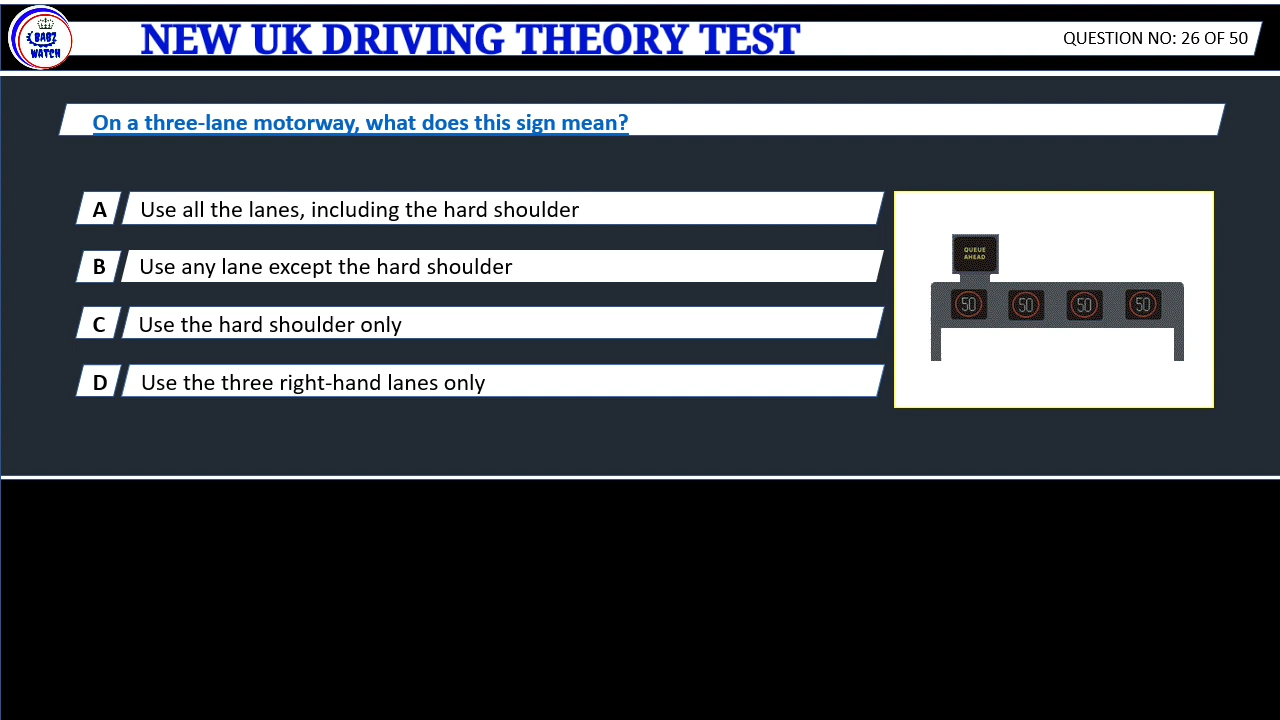 BABZ
WATCH
NEW UK DRIVING THEORY TEST
QUESTION NO: 26 OF 50
On a three-lane motorway, what does this sign mean?
A Use all the lanes, including the hard shoulder
B Use any lane except the hard shoulder
C Use the hard shoulder only
D Use the three right-hand lanes only
QUEUE
AHEAD
50 50 50 50